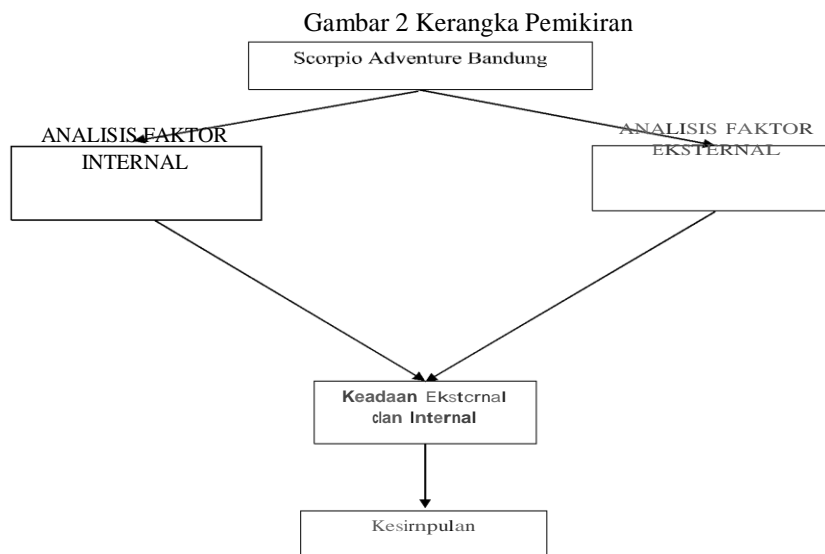 Gambar 2 Kerangka Pemikiran
Scorpio Adventure Bandung
ANALISIS FAKTOR
INTERNAL
ANALISIS FAKTOR
EKSTERNAL
Keadaan Ekstcrnal
clan Internal
Kesirnpulan